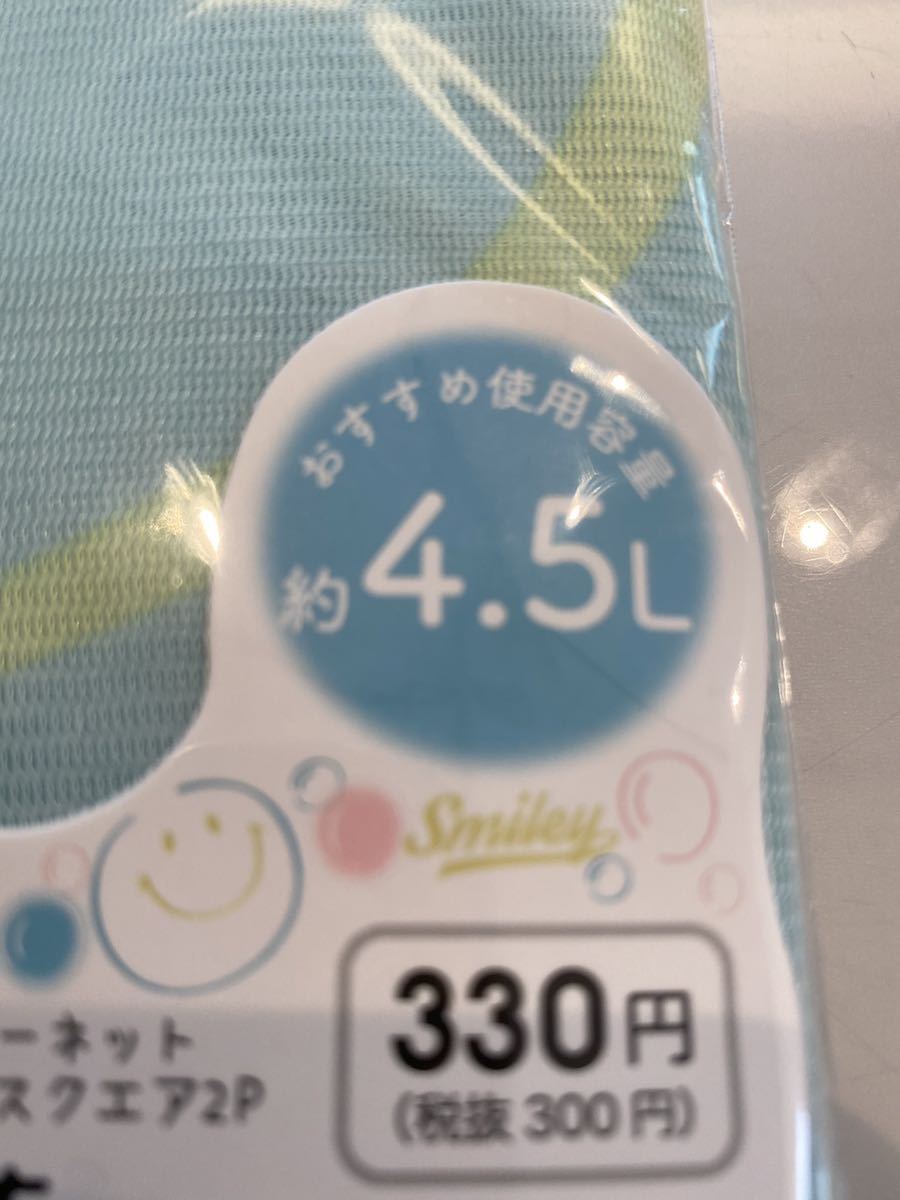 おすすめ使用容量
約4.5L
Smiley
330円
(税抜300円)
ーネット
スクエア2P